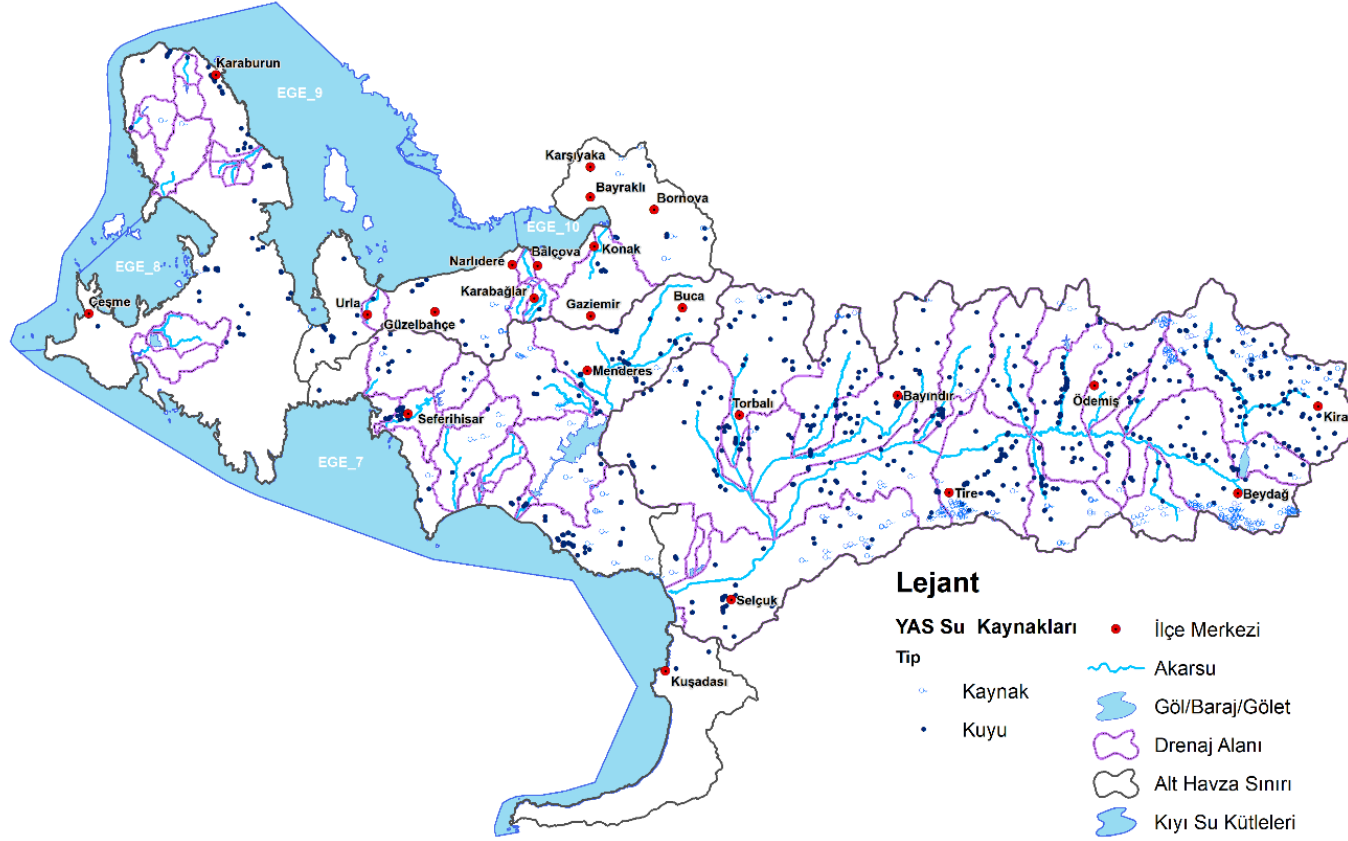 Karaburun
EGE_9
Karşıyaka
Bayraklı
Bornova
EGE_10
Konak
Narlıdere
Balçova
EGE_8
Çeşme
Karabağlar
Urla
Güzelbahçe
Gaziemir
Buca
Menderes
Seferihisar
Torbalı
Bayındır
Ödemiş
Kira
EGE_7
Tire
Beydağ
Selçuk
Kuşadası
Lejant
YAS Su Kaynakları
Tip
Kaynak
Kuyu
İlçe Merkezi
Akarsu
Göl/Baraj/Gölet
Drenaj Alanı
Alt Havza Sınırı
Kıyı Su Kütleleri